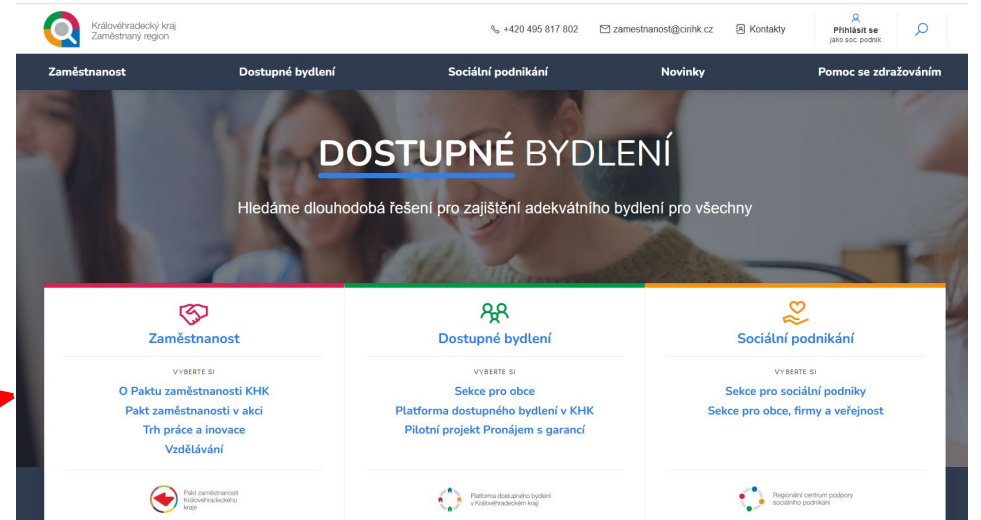 Královéhradecký kraj
Zaměstnaný region
+420 495 817 802
zamestnanost@cirihk.cz
Kontakty
Přihlásit se
jako soc. podnik
Zaměstnanost
Dostupné bydlení
Sociální podnikání
Novinky
Pomoc se zdražováním
DOSTUPNÉ BYDLENÍ
Hledáme dlouhodobá řešení pro zajištění adekvátního bydlení pro všechny
Zaměstnanost
VYBERTE SI
O Paktu zaměstnanosti KHK
Pakt zaměstnanosti v akci
Trh práce a inovace
Vzdělávání
Pakt zaměstnanosti
Královéhradeckého
kraje
Dostupné bydlení
VYBERTE SI
Sekce pro obce
Platforma dostupného bydlení v KHK
Pilotní projekt Pronájem s garancí
Platforma dostupného bydlení
v Královéhradeckém kraji
Sociální podnikání
VYBERTE SI
Sekce pro sociální podniky
Sekce pro obce, firmy a veřejnost
Regionální centrum podpory
sociálního podnikání